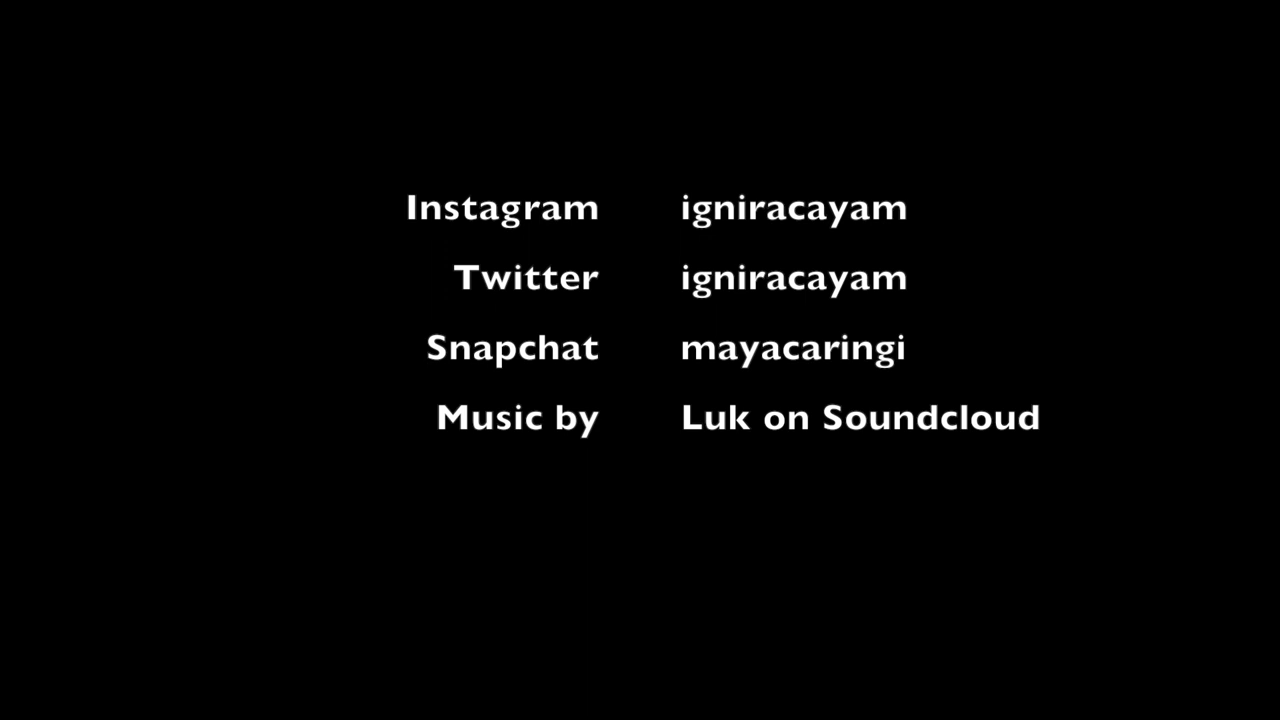 Instagram igniracayam
Twitter igniracayam
Snapchat mayacaringi
Music by Luk on Soundcloud